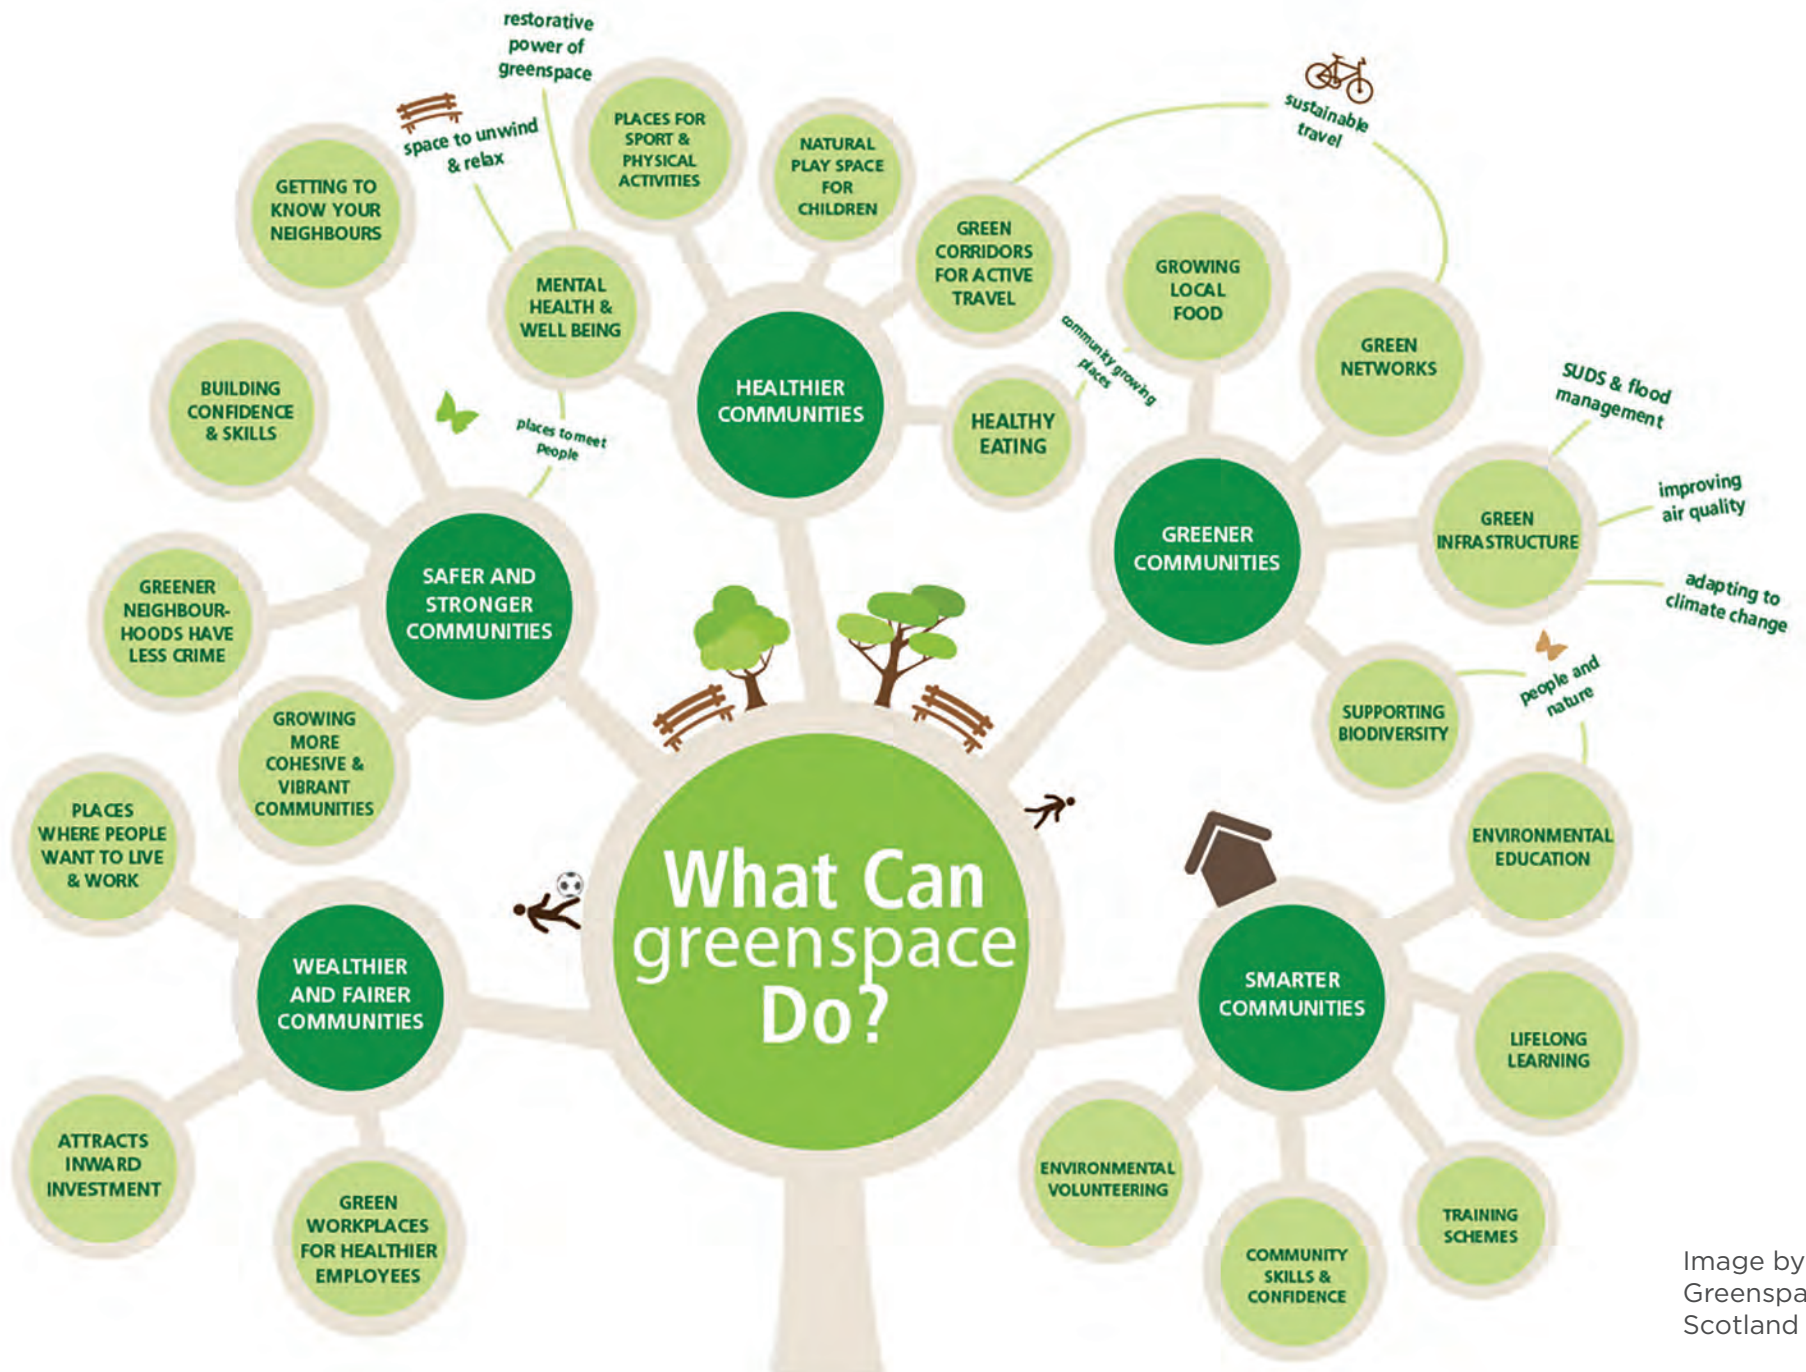 restorative
power of
greenspace
space to unwind
& relax
PLACES FOR
SPORT &
PHYSICAL
ACTIVITIES
NATURAL
PLAY SPACE
FOR
CHILDREN
sustainable
travel
GETTING TO
KNOW YOUR
NEIGHBOURS
MENTAL
HEALTH &
WELL BEING
GREEN
CORRIDORS
FOR ACTIVE
TRAVEL
GROWING
LOCAL
FOOD
GREEN
NETWORKS
BUILDING
CONFIDENCE
& SKILLS
places to meet
people
HEALTHIER
COMMUNITIES
HEALTHY
EATING
community growing
places
SUDS & flood
management
improving
air quality
adapting to
climate change
GREEN
INFRASTRUCTURE
GREENER
COMMUNITIES
SAFER AND
STRONGER
COMMUNITIES
GREENER
NEIGHBOUR-
HOODS HAVE
LESS CRIME
GROWING
MORE
COHESIVE &
VIBRANT
COMMUNITIES
SUPPORTING
BIODIVERSITY
people and
nature
PLACES
WHERE PEOPLE
WANT TO LIVE
& WORK
What Can
greenspace
Do?
ENVIRONMENTAL
EDUCATION
WEALTHIER
AND FAIRER
COMMUNITIES
SMARTER
COMMUNITIES
LIFELONG
LEARNING
ATTRACTS
INWARD
INVESTMENT
GREEN
WORKPLACES
FOR HEALTHIER
EMPLOYEES
ENVIRONMENTAL
VOLUNTEERING
COMMUNITY
SKILLS &
CONFIDENCE
TRAINING
SCHEMES
Image by
Greenspa
Scotland